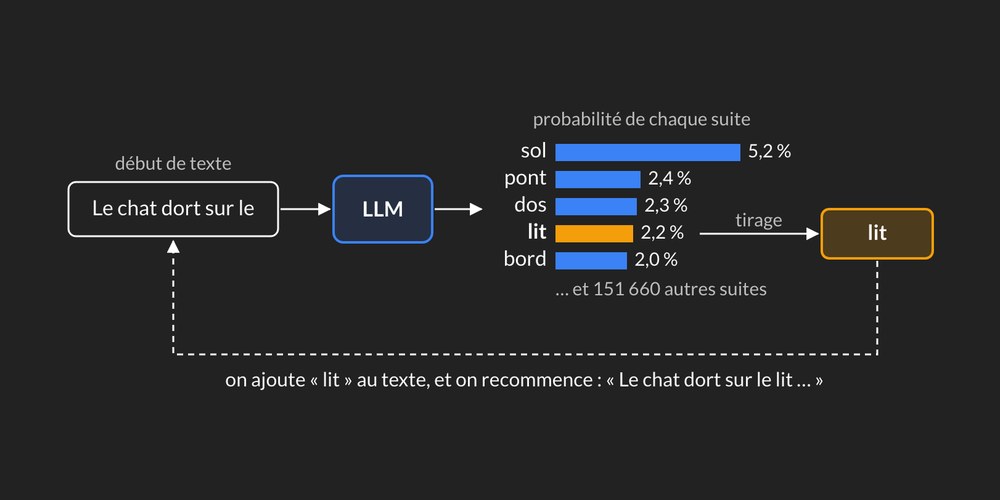 probabilité de chaque suite
début de texte
Le chat dort sur le
LLM
sol 5,2 %
pont 2,4 %
dos 2,3 %
lit 2,2 %
bord 2,0 %
… et 151 660 autres suites
tirage
lit
on ajoute « lit » au texte, et on recommence : « Le chat dort sur le lit … »